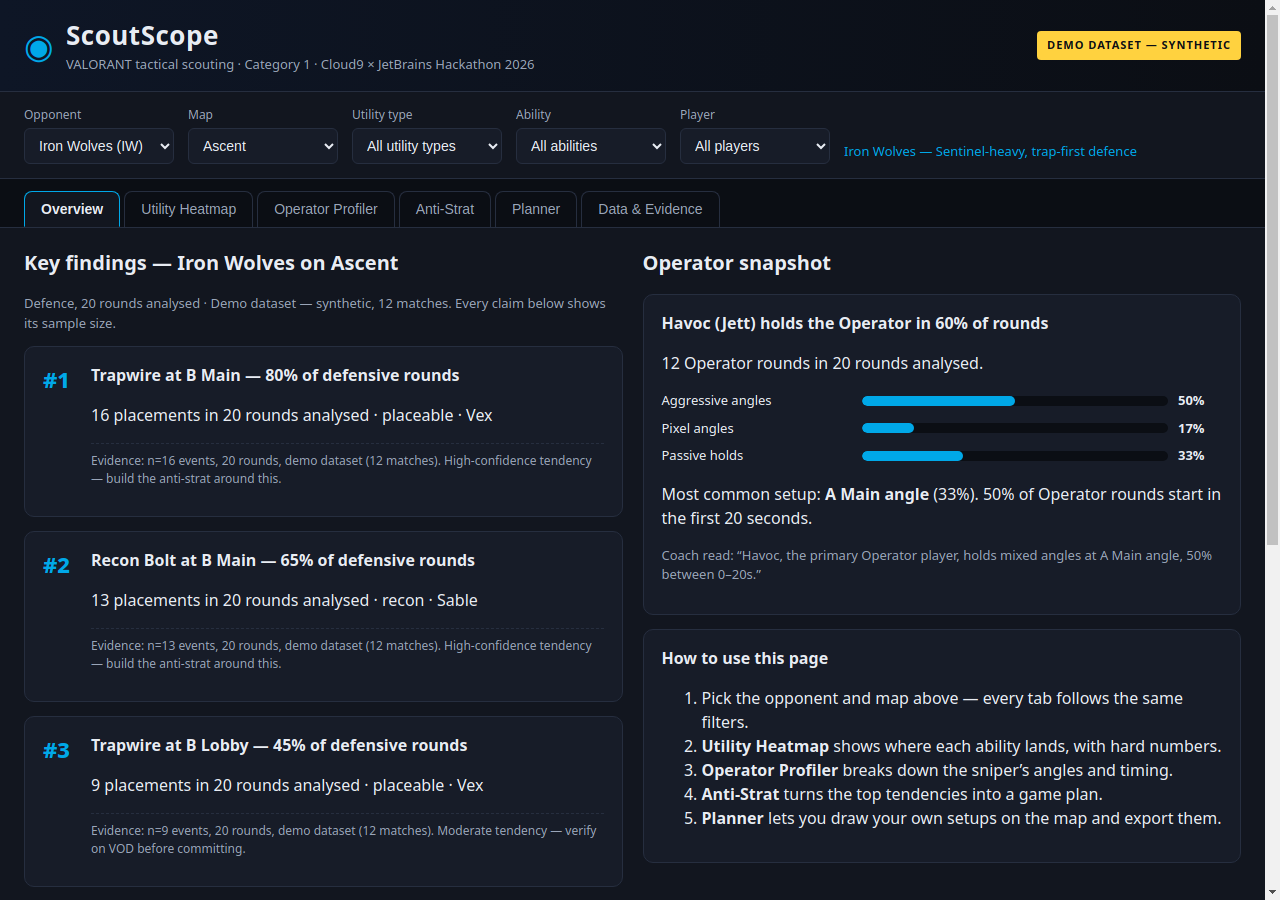 ScoutScope
VALORANT tactical scouting · Category 1 · Cloud9 × JetBrains Hackathon 2026
DEMO DATASET — SYNTHETIC
Opponent
Map
Utility type
Ability
Player
Iron Wolves (IW)
Ascent
All utility types
All abilities
All players
Iron Wolves — Sentinel-heavy, trap-first defence
Overview
Utility Heatmap
Operator Profiler
Anti-Strat
Planner
Data & Evidence
Key findings — Iron Wolves on Ascent
Defence, 20 rounds analysed · Demo dataset — synthetic, 12 matches. Every claim below shows
its sample size.
#1
Trapwire at B Main — 80% of defensive rounds
16 placements in 20 rounds analysed · placeable · Vex
Evidence: n=16 events, 20 rounds, demo dataset (12 matches). High-confidence tendency
— build the anti-strat around this.
#2
Recon Bolt at B Main — 65% of defensive rounds
13 placements in 20 rounds analysed · recon · Sable
Evidence: n=13 events, 20 rounds, demo dataset (12 matches). High-confidence tendency
— build the anti-strat around this.
#3
Trapwire at B Lobby — 45% of defensive rounds
9 placements in 20 rounds analysed · placeable · Vex
Evidence: n=9 events, 20 rounds, demo dataset (12 matches). Moderate tendency — verify
on VOD before committing.
Operator snapshot
Havoc (Jett) holds the Operator in 60% of rounds
12 Operator rounds in 20 rounds analysed.
Aggressive angles 50%
Pixel angles 17%
Passive holds 33%
Most common setup: A Main angle (33%). 50% of Operator rounds start in
the first 20 seconds.
Coach read: “Havoc, the primary Operator player, holds mixed angles at A Main angle, 50%
between 0–20s.”
How to use this page
1. Pick the opponent and map above — every tab follows the same
filters.
2. Utility Heatmap shows where each ability lands, with hard numbers.
3. Operator Profiler breaks down the sniper’s angles and timing.
4. Anti-Strat turns the top tendencies into a game plan.
5. Planner lets you draw your own setups on the map and export them.